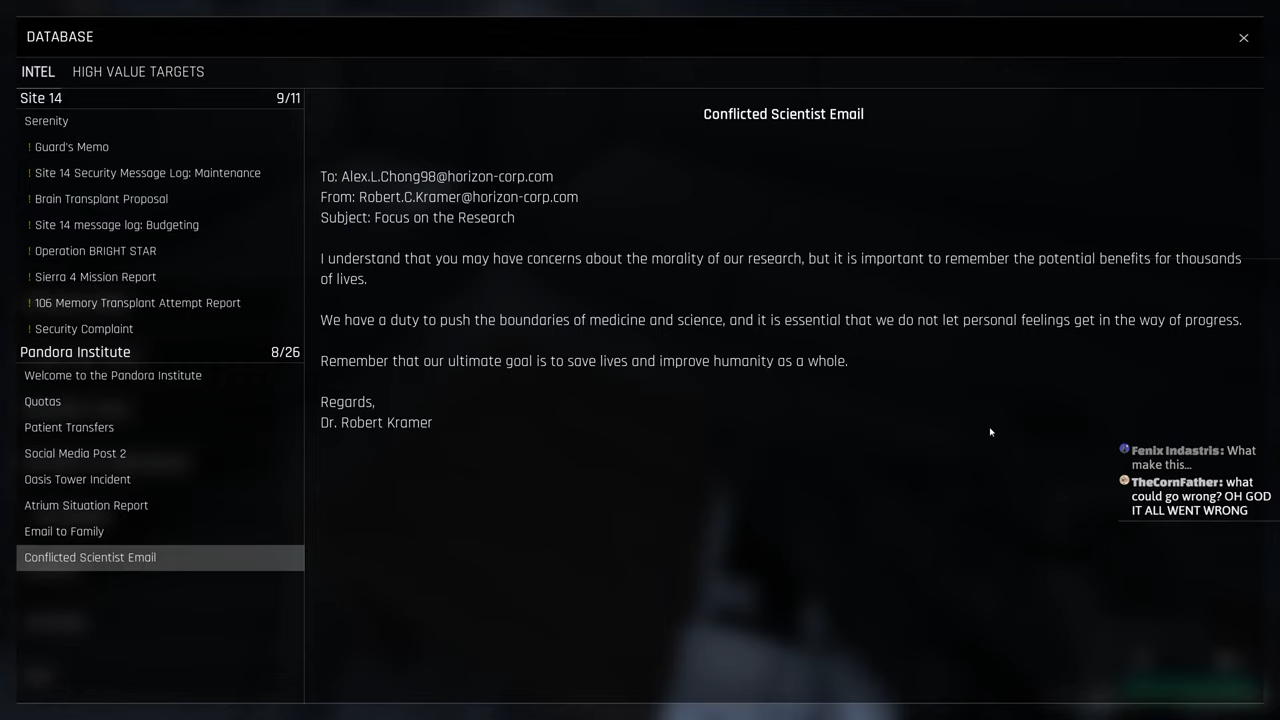 DATABASE
INTEL HIGH VALUE TARGETS
Site 14 9/11
Serenity
! Guard's Memo
! Site 14 Security Message Log: Maintenance
! Brain Transplant Proposal
! Site 14 message log: Budgeting
! Operation BRIGHT STAR
! Sierra 4 Mission Report
! 106 Memory Transplant Attempt Report
! Security Complaint
Pandora Institute 8/26
Welcome to the Pandora Institute
Quotas
Patient Transfers
Social Media Post 2
Oasis Tower Incident
Atrium Situation Report
Email to Family
Conflicted Scientist Email
Conflicted Scientist Email
To: Alex.L.Chong98@horizon-corp.com
From: Robert.C.Kramer@horizon-corp.com
Subject: Focus on the Research
I understand that you may have concerns about the morality of our research, but it is important to remember the potential benefits for thousands
of lives.
We have a duty to push the boundaries of medicine and science, and it is essential that we do not let personal feelings get in the way of progress.
Remember that our ultimate goal is to save lives and improve humanity as a whole.
Regards,
Dr. Robert Kramer
Fenix Indastris: What
make this...
TheCornFather: what
could go wrong? OH GOD
IT ALL WENT WRONG